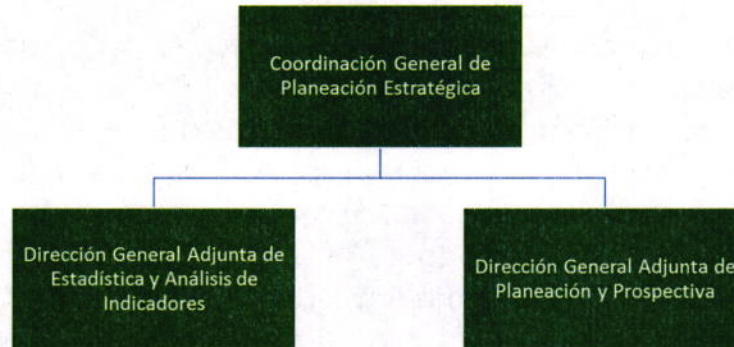 Coordinación General de
Planeación Estratégica
Dirección General Adjunta de
Estadística y Análisis de
Indicadores
Dirección General Adjunta de
Planeación y Prospectiva